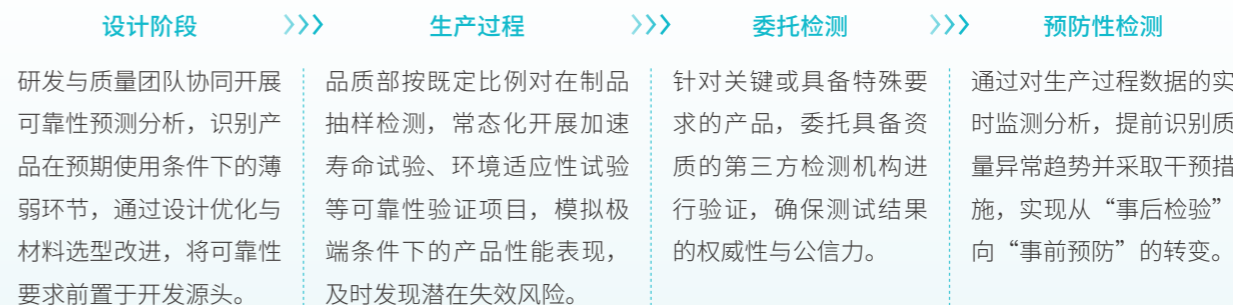 设计阶段
研发与质量团队协同开展
可靠性预测分析，识别产
品在预期使用条件下的薄
弱环节，通过设计优化与
材料选型改进，将可靠性
要求前置于开发源头。
生产过程
品质部按既定比例对在制品
抽样检测，常态化开展加速
寿命试验、环境适应性试验
等可靠性验证项目，模拟极
端条件下的产品性能表现，
及时发现潜在失效风险。
委托检测
针对关键或具备特殊要
求的产品，委托具备资
质的第三方检测机构进
行验证，确保测试结果
的权威性与公信力。
预防性检测
通过对生产过程数据的实
时监测分析，提前识别质
量异常趋势并采取干预措
施，实现从“事后检验”
向“事前预防”的转变。